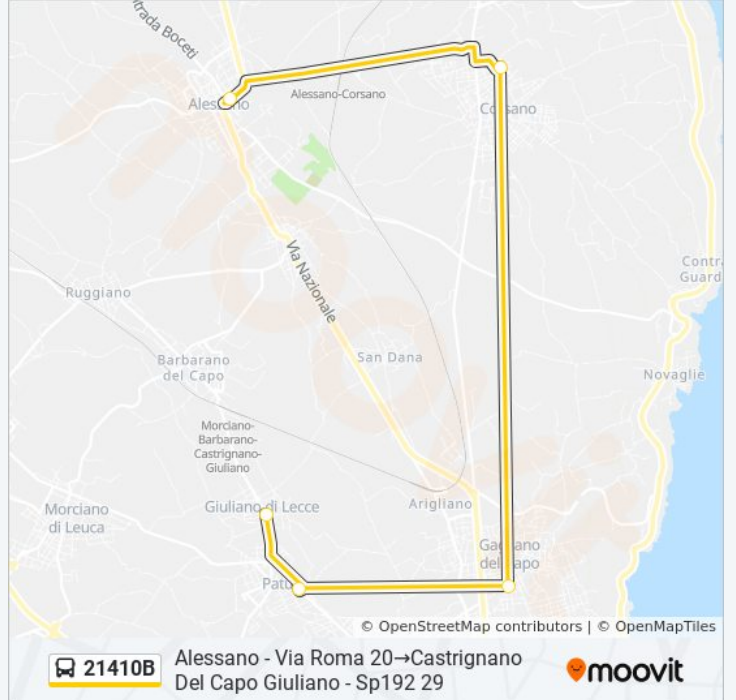 trada Boceti
Alessano
Alessano-Corsano
Corsano
Via Nazionale
Ruggiano
Contra
Guard
San Dana
Barbarano
del Capo
Novaglie
Morciano-
Barbarano-
Castrignano-
Giuliano
Morciano
di Leuca
Giuliano di Lecce
Arigliano
Gagliano
del Capo
Patù
© OpenStreetMap contributors | © OpenMapTiles
21410B
Alessano - Via Roma 20→Castrignano
Del Capo Giuliano - Sp192 29
moovit